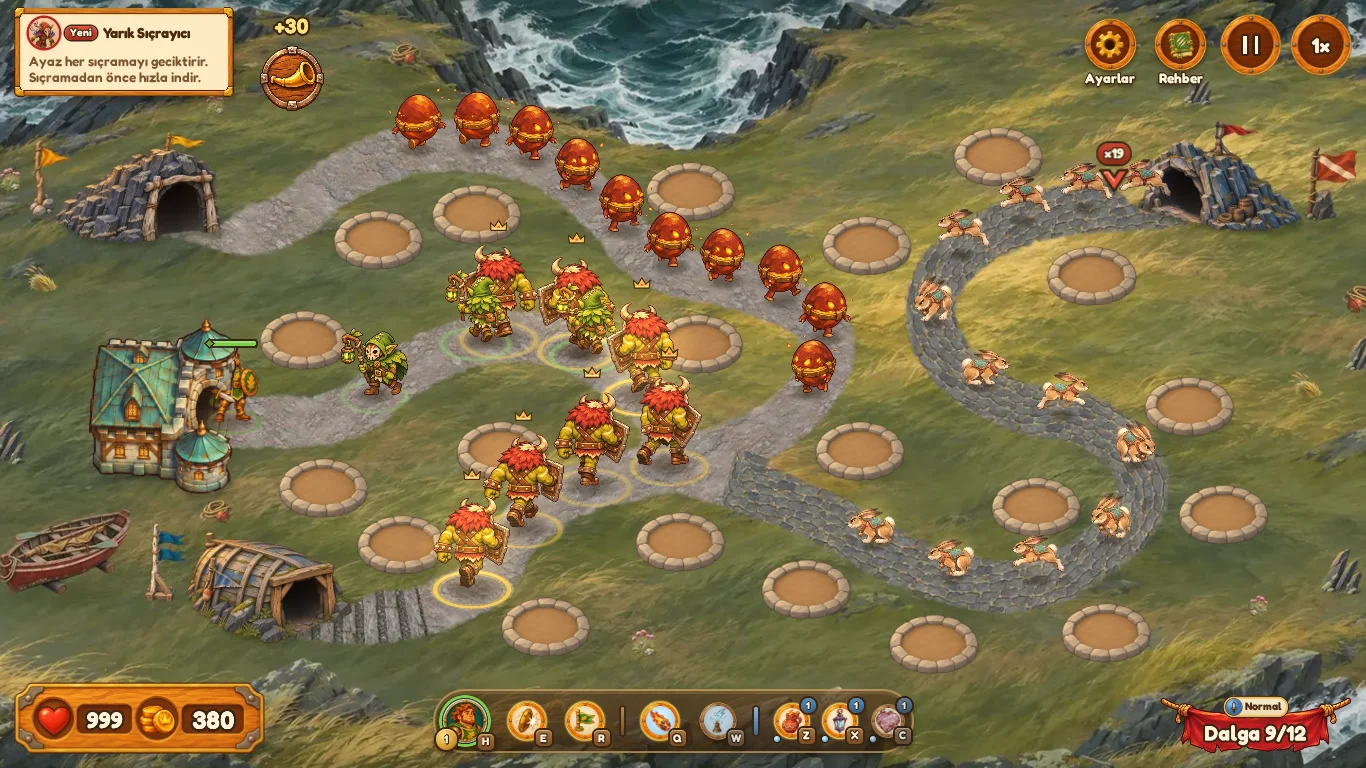 Yeni Yarık Sıçrayıcı
Ayaz her sıçramayı geciktirir.
Sıçramadan önce hızla indir.
+30
Ayarlar
Rehber
1x
x19
999
380
1
H
E
R
Q
W
1
Z
1
X
1
C
Normal
Dalga 9/12